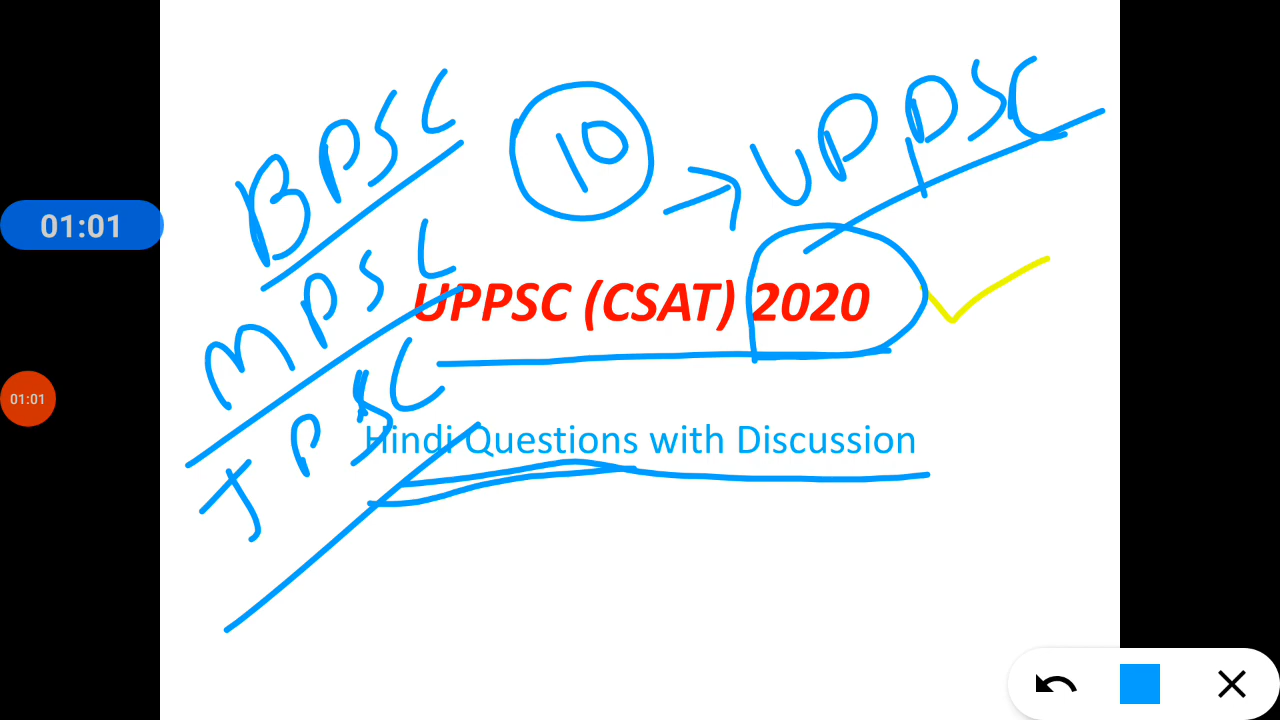 BPSC
10
UPPSC
01:01
MPSC
UPPSC (CSAT) 2020
JPSC
01:01
Hindi Questions with Discussion